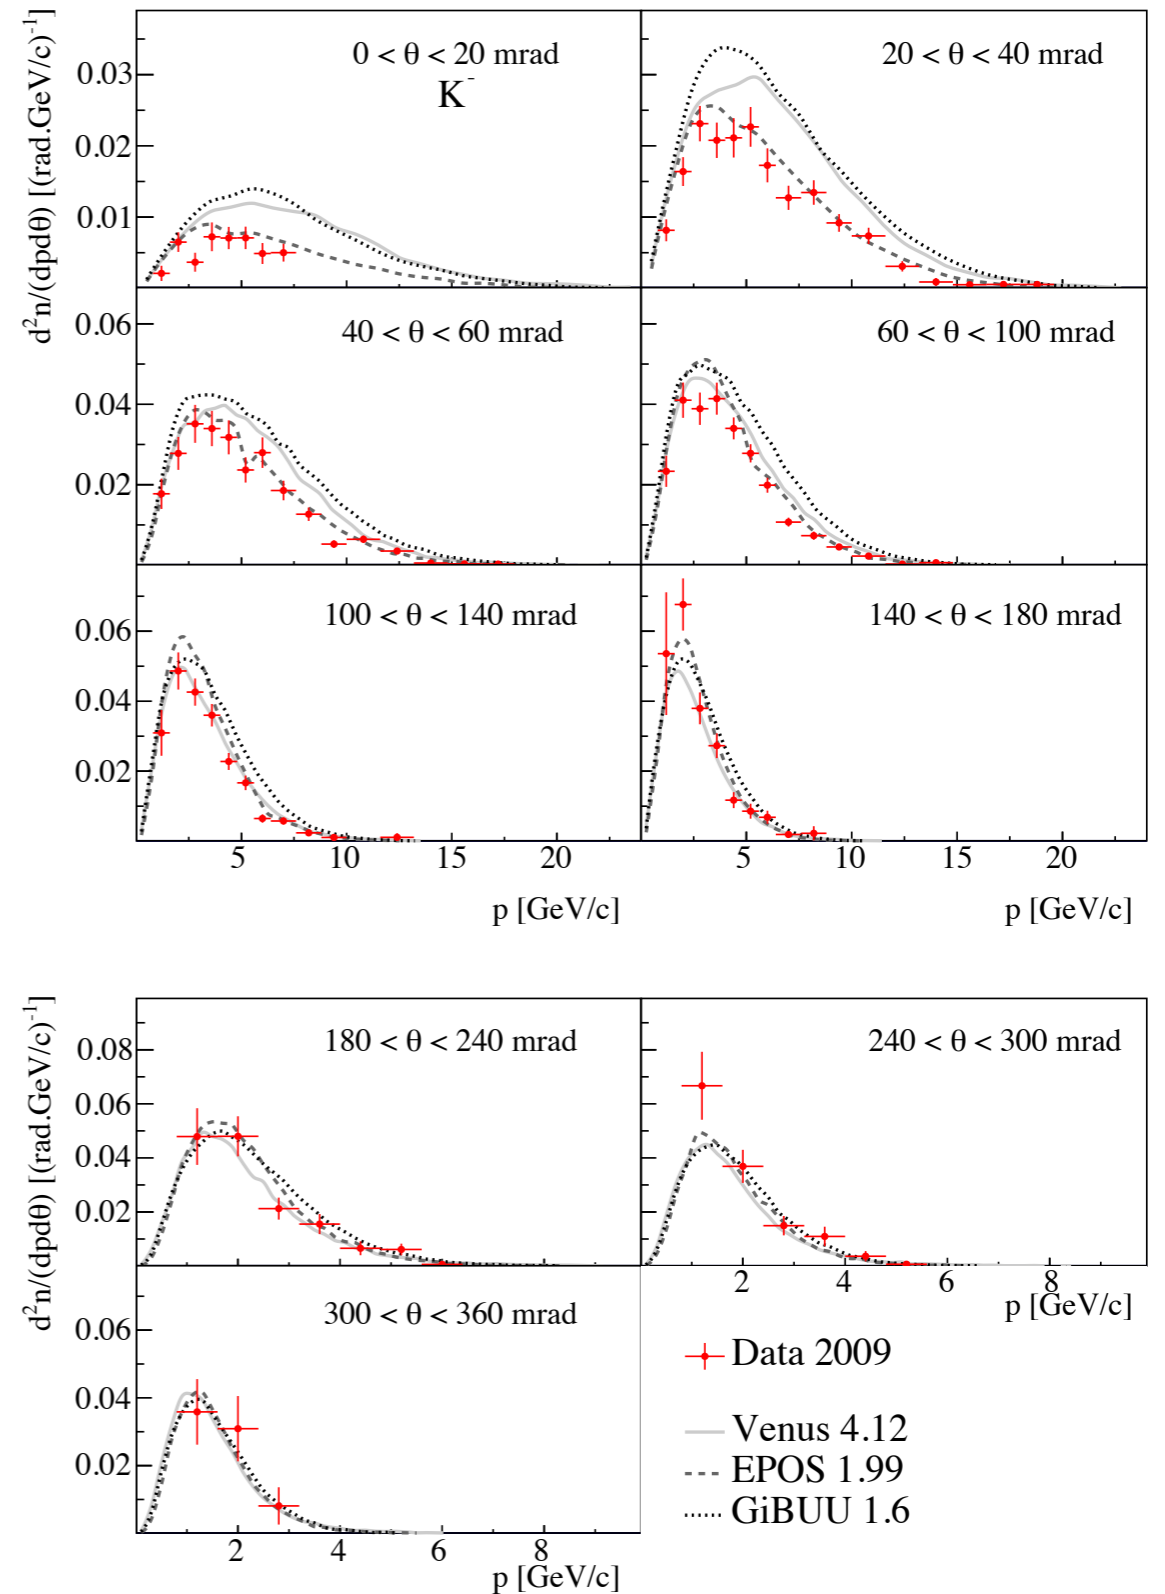 d²n/(dpdθ) [(rad.GeV/c)⁻¹]
0 < θ < 20 mrad
K⁻
20 < θ < 40 mrad
0.03
0.02
0.01
40 < θ < 60 mrad
60 < θ < 100 mrad
0.06
0.04
0.02
100 < θ < 140 mrad
140 < θ < 180 mrad
0.06
0.04
0.02
5 10 15 20 5 10 15 20
p [GeV/c] p [GeV/c]
d²n/(dpdθ) [(rad.GeV/c)⁻¹]
180 < θ < 240 mrad
240 < θ < 300 mrad
0.08
0.06
0.04
0.02
2 4 6 8
p [GeV/c]
300 < θ < 360 mrad
0.06
0.04
0.02
2 4 6 8
p [GeV/c]
Data 2009
Venus 4.12
EPOS 1.99
GiBUU 1.6